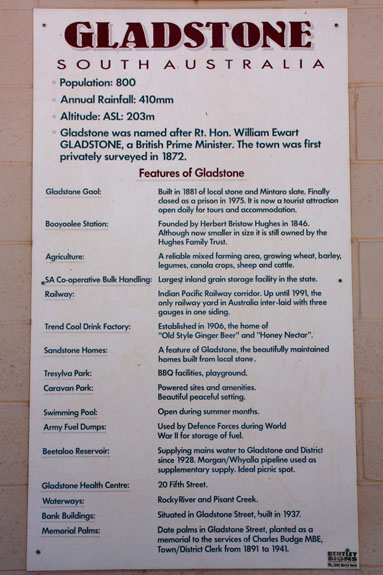 GLADSTONE
SOUTH AUSTRALIA
Population: 800
Annual Rainfall: 410mm
Altitude: ASL: 203m
Gladstone was named after Rt. Hon. William Ewart
GLADSTONE, a British Prime Minister. The town was first
privately surveyed in 1872.
Features of Gladstone
Gladstone Gaol: Built in 1881 of local stone and Mintaro slate. Finally
closed as a prison in 1975. It is now a tourist attraction
open daily for tours and accommodation.
Booyoolee Station: Founded by Herbert Bristow Hughes in 1846.
Although now smaller in size it is still owned by the
Hughes Family Trust.
Agriculture: A reliable mixed farming area, growing wheat, barley,
legumes, canola crops, sheep and cattle.
SA Co-operative Bulk Handling: Largest inland grain storage facility in the state.
Railway: Indian Pacific Railway corridor. Up until 1991, the
only railway yard in Australia inter-laid with three
gauges in one siding.
Trend Cool Drink Factory: Established in 1906, the home of
"Old Style Ginger Beer" and "Honey Nectar".
Sandstone Homes: A feature of Gladstone, the beautifully maintained
homes built from local stone.
Tresylva Park: BBQ facilities, playground.
Caravan Park: Powered sites and amenities.
Beautiful peaceful setting.
Swimming Pool: Open during summer months.
Army Fuel Dumps: Used by Defence Forces during World
War II for storage of fuel.
Beetaloo Reservoir: Supplying mains water to Gladstone and District
since 1928. Morgan/Whyalla pipeline used as
supplementary supply. Ideal picnic spot.
Gladstone Health Centre: 20 Fifth Street.
Waterways: Rocky River and Pisant Creek.
Bank Buildings: Situated in Gladstone Street, built in 1937.
Memorial Palms: Date palms in Gladstone Street, planted as a
memorial to the services of Charles Budge MBE,
Town/District Clerk from 1891 to 1941.
BENTLEY
SIGNS